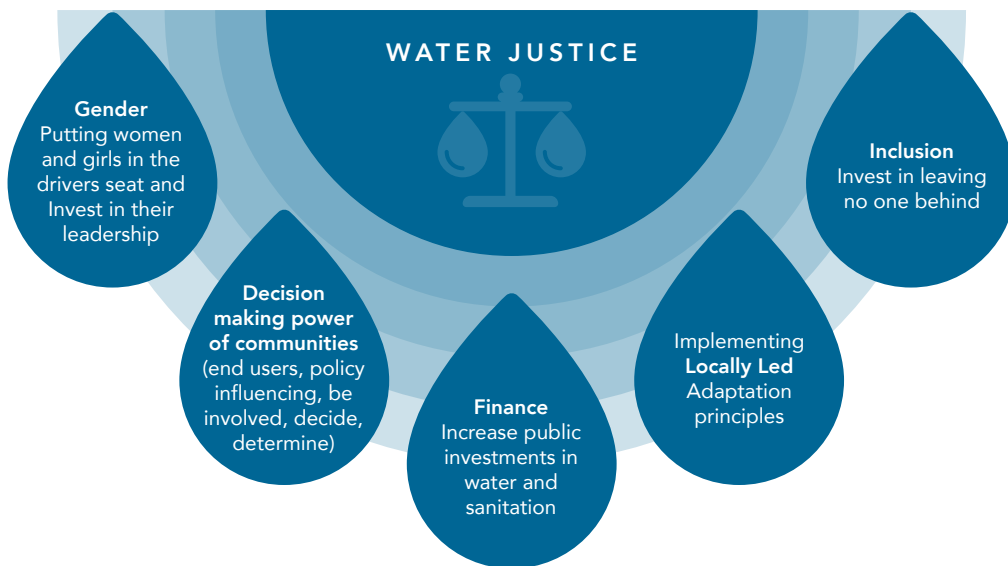 WATER JUSTICE
Gender
Putting women
and girls in the
drivers seat and
Invest in their
leadership
Decision
making power
of communities
(end users, policy
influencing, be
involved, decide,
determine)
Finance
Increase public
investments in
water and
sanitation
Implementing
Locally Led
Adaptation
principles
Inclusion
Invest in leaving
no one behind